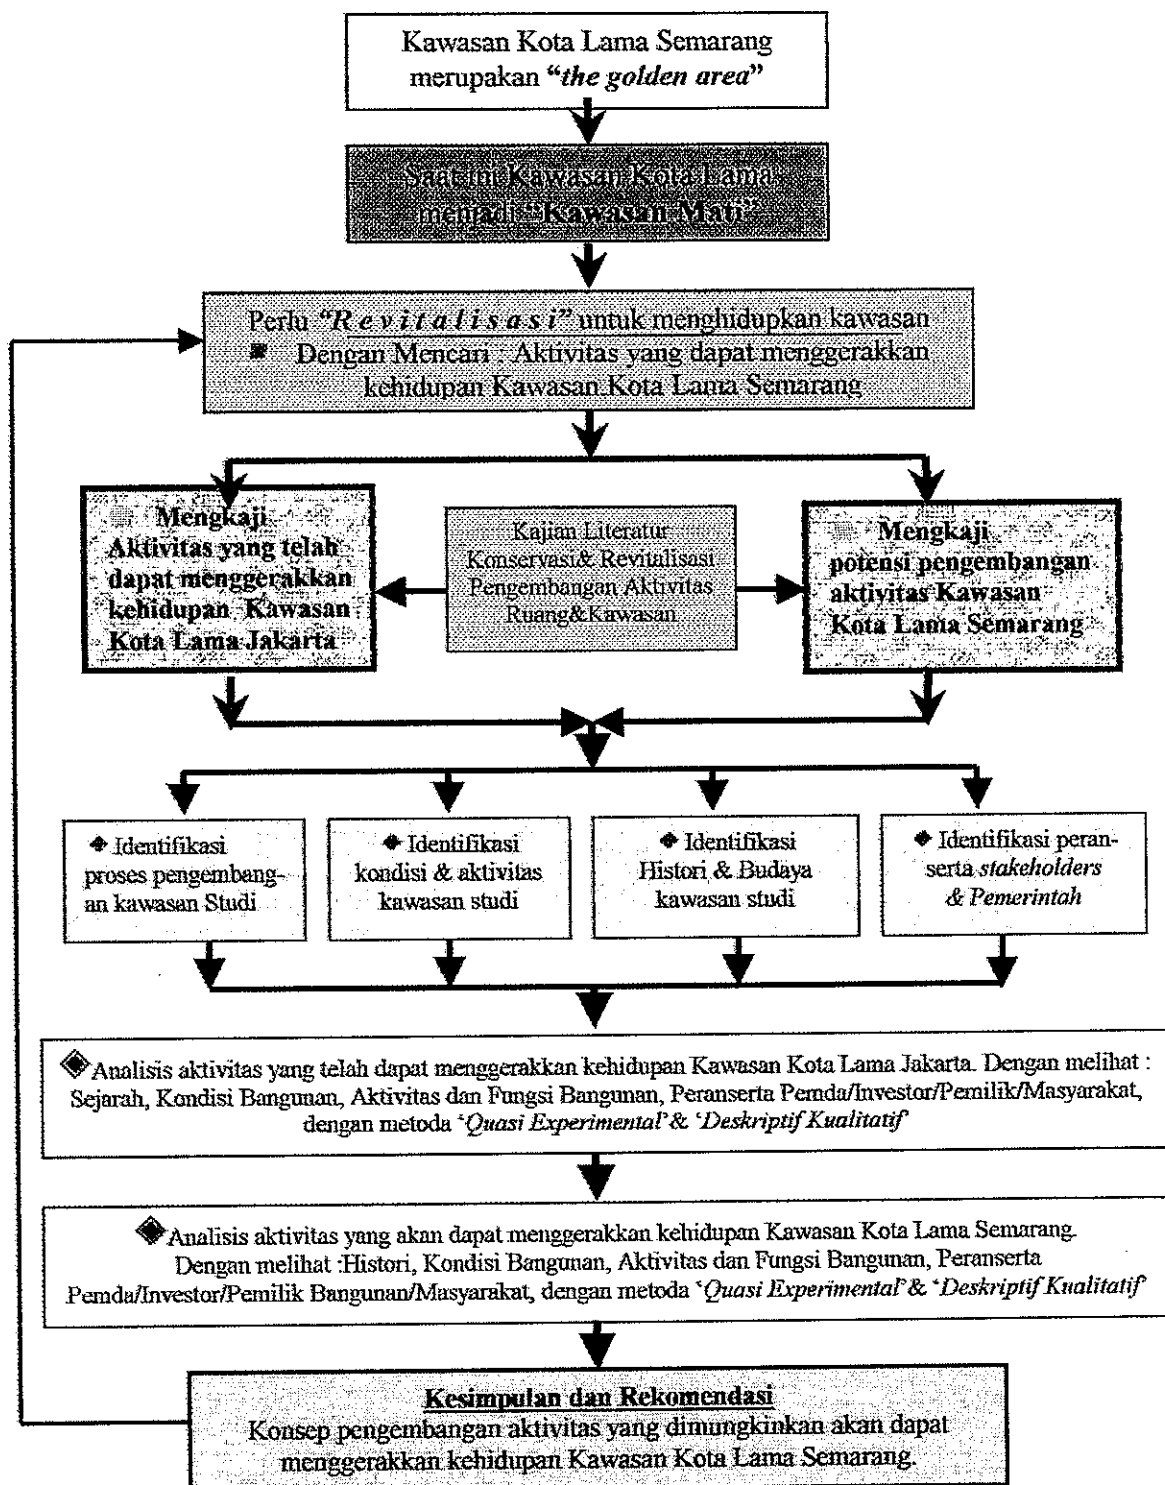 Kawasan Kota Lama Semarang
merupakan “the golden area”
Saat ini Kawasan Kota Lama
menjadi “Kawasan Mati”
Perlu “Revitalisasi” untuk menghidupkan kawasan
Dengan Mencari : Aktivitas yang dapat menggerakkan
kehidupan Kawasan Kota Lama Semarang
Mengkaji
Aktivitas yang telah
dapat menggerakkan
kehidupan Kawasan
Kota Lama Jakarta
Kajian Literatur
Konservasi& Revitalisasi
Pengembangan Aktivitas
Ruang&Kawasan
Mengkaji
potensi pengembangan
aktivitas Kawasan
Kota Lama Semarang
Identifikasi
proses pengembang-
an kawasan Studi
Identifikasi
kondisi & aktivitas
kawasan studi
Identifikasi
Histori & Budaya
kawasan studi
Identifikasi peran-
serta stakeholders
& Pemerintah
Analisis aktivitas yang telah dapat menggerakkan kehidupan Kawasan Kota Lama Jakarta. Dengan melihat :
Sejarah, Kondisi Bangunan, Aktivitas dan Fungsi Bangunan, Peranserta Pemda/Investor/Pemilik/Masyarakat,
dengan metoda ‘Quasi Experimental’ & ‘Deskriptif Kualitatif’
Analisis aktivitas yang akan dapat menggerakkan kehidupan Kawasan Kota Lama Semarang.
Dengan melihat :Histori, Kondisi Bangunan, Aktivitas dan Fungsi Bangunan, Peranserta
Pemda/Investor/Pemilik Bangunan/Masyarakat, dengan metoda ‘Quasi Experimental’ & ‘Deskriptif Kualitatif’
Kesimpulan dan Rekomendasi
Konsep pengembangan aktivitas yang dimungkinkan akan dapat
menggerakkan kehidupan Kawasan Kota Lama Semarang.